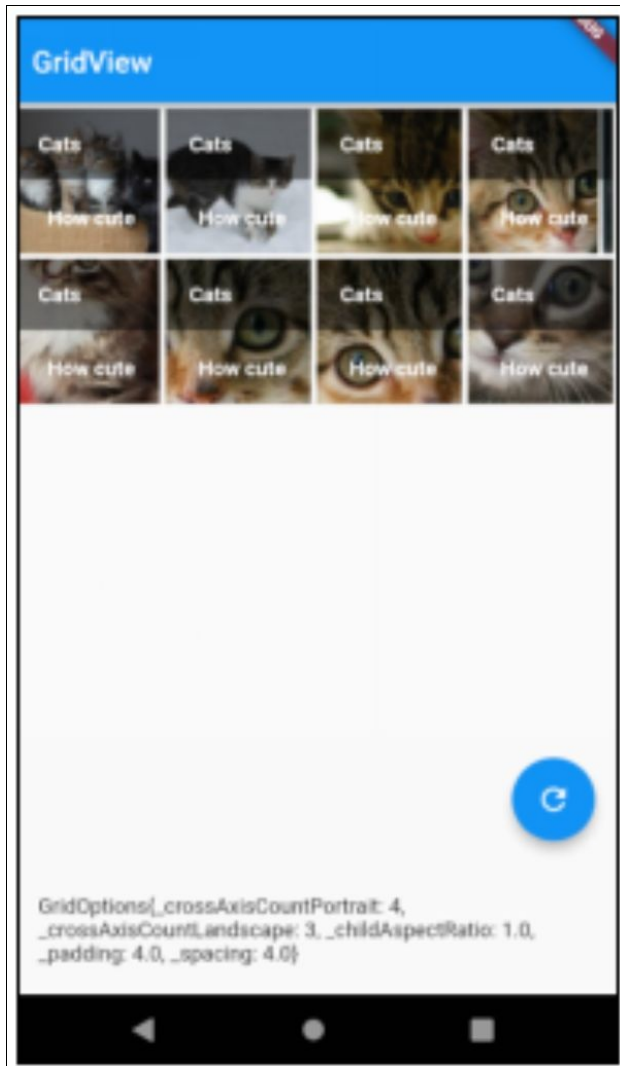 GridView
Cats
Cats
Cats
Cats
How cute
How cute
How cute
How cute
Cats
Cats
Cats
Cats
How cute
How cute
How cute
How cute
GridOptions{_crossAxisCountPortrait: 4,
_crossAxisCountLandscape: 3, _childAspectRatio: 1.0,
_padding: 4.0, _spacing: 4.0}